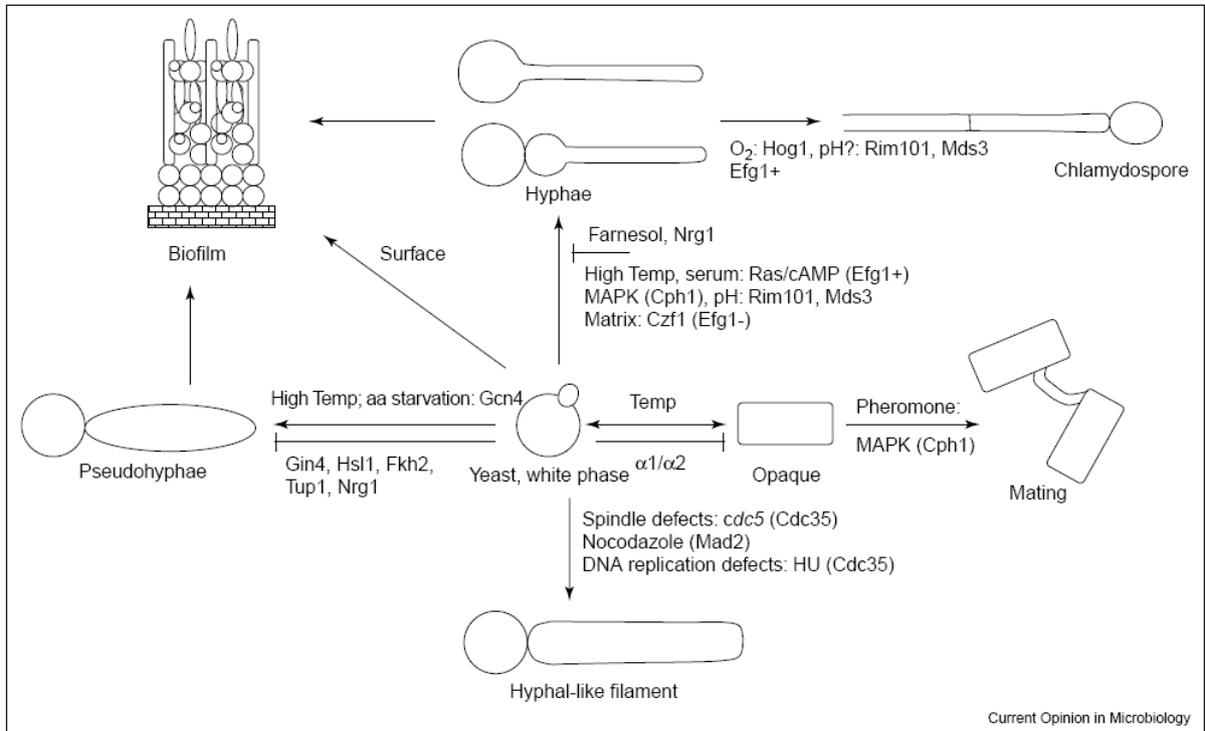 O2: Hog1, pH?: Rim101, Mds3
Efg1+
Chlamydospore
Hyphae
Biofilm
Surface
Farnesol, Nrg1
High Temp, serum: Ras/cAMP (Efg1+)
MAPK (Cph1), pH: Rim101, Mds3
Matrix: Czf1 (Efg1-)
High Temp; aa starvation: Gcn4
Temp
Pheromone:
MAPK (Cph1)
Pseudohyphae
Gin4, Hsl1, Fkh2,
Tup1, Nrg1
Yeast, white phase
α1/α2
Opaque
Mating
Spindle defects: cdc5 (Cdc35)
Nocodazole (Mad2)
DNA replication defects: HU (Cdc35)
Hyphal-like filament
Current Opinion in Microbiology